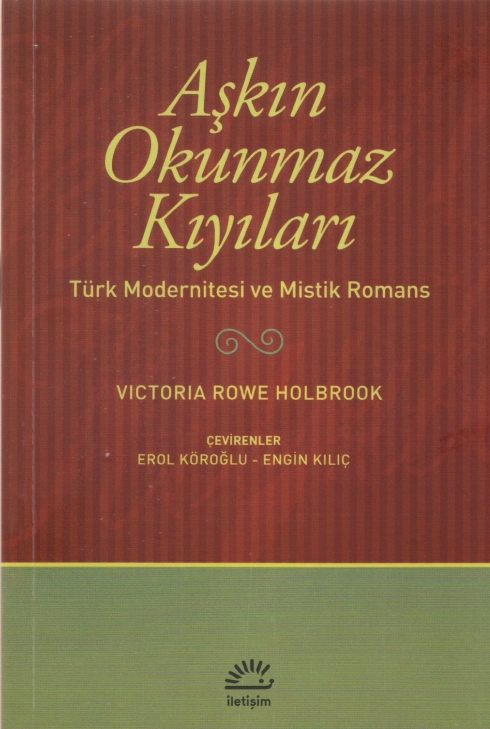 Aşkın
Okunmaz
Kıyıları
Türk Modernitesi ve Mistik Romans
VICTORIA ROWE HOLBROOK
ÇEVİRENLER
EROL KÖROĞLU - ENGİN KILIÇ
iletişim